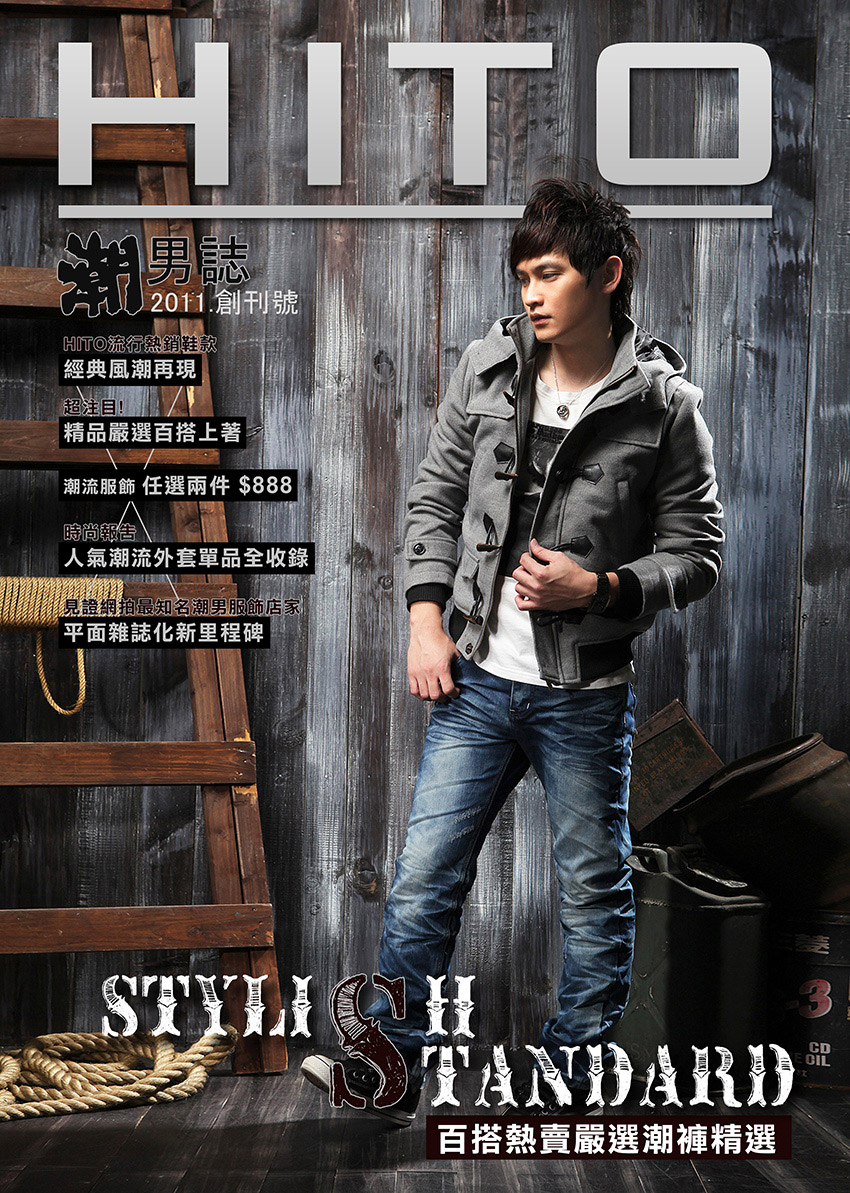 HITO
潮男誌
2011.創刊號
HITO流行熱銷鞋款
經典風潮再現
超注目!
精品嚴選百搭上著
潮流服飾 任選兩件 $888
時尚報告
人氣潮流外套單品全收錄
見證網拍最知名潮男服飾店家
平面雜誌化新里程碑
3
CD
OIL
STYLISH
STANDARD
百搭熱賣嚴選潮褲精選